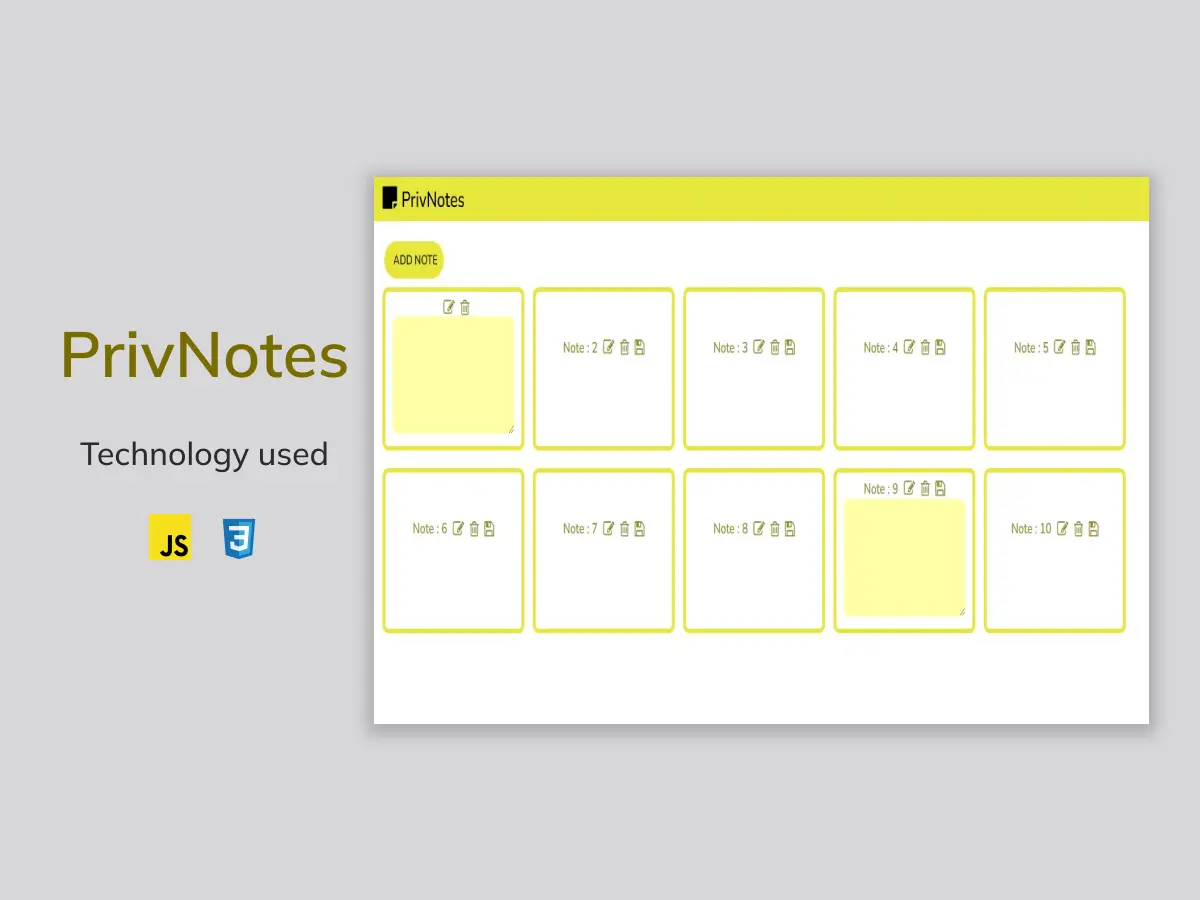 PrivNotes
Technology used
JS
3
PrivNotes
ADD NOTE
Note : 2
Note : 3
Note : 4
Note : 5
Note : 6
Note : 7
Note : 8
Note : 9
Note : 10